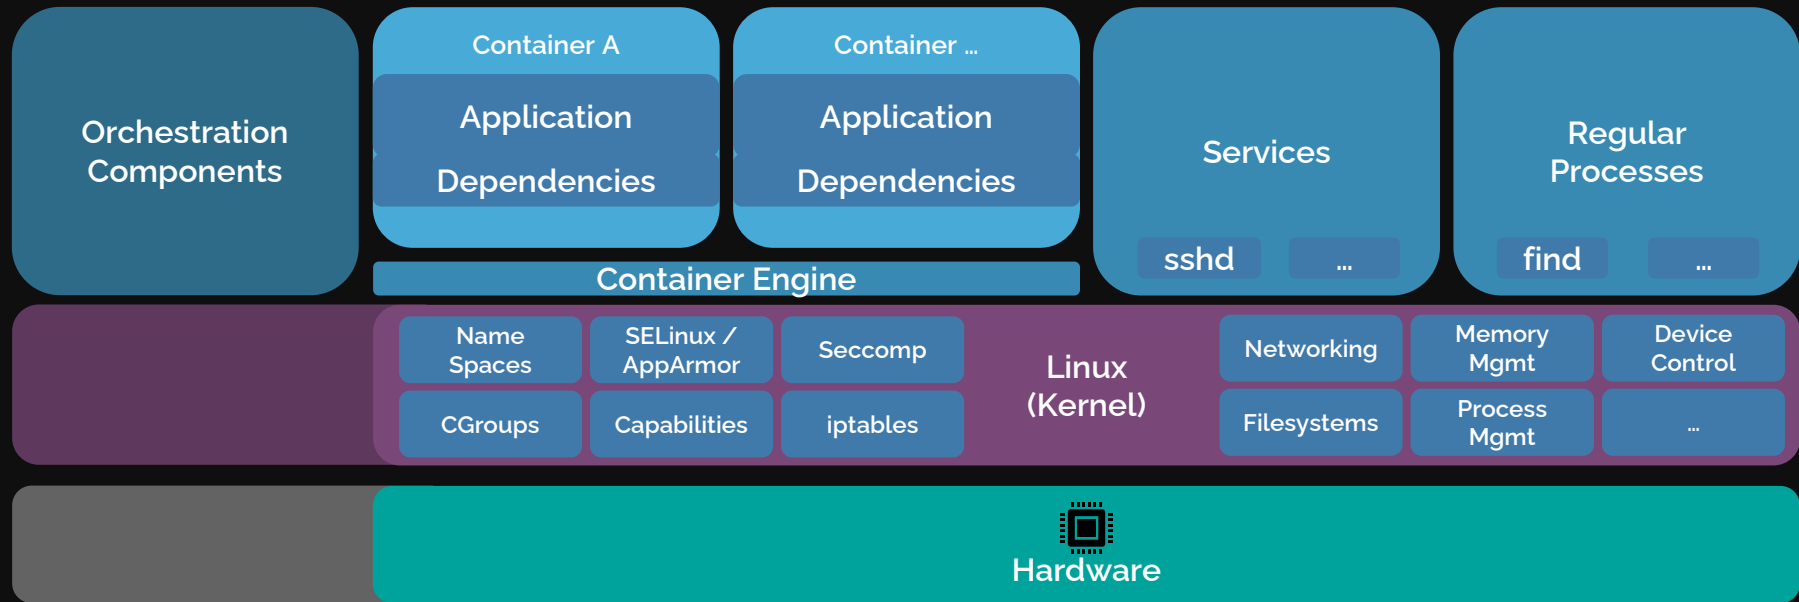 Orchestration
Components
Container A
Application
Dependencies
Container ...
Application
Dependencies
Container Engine
Services
sshd
...
Regular
Processes
find
...
Name
Spaces
SELinux /
AppArmor
Seccomp
CGroups
Capabilities
iptables
Linux
(Kernel)
Networking
Memory
Mgmt
Device
Control
Filesystems
Process
Mgmt
...
Hardware